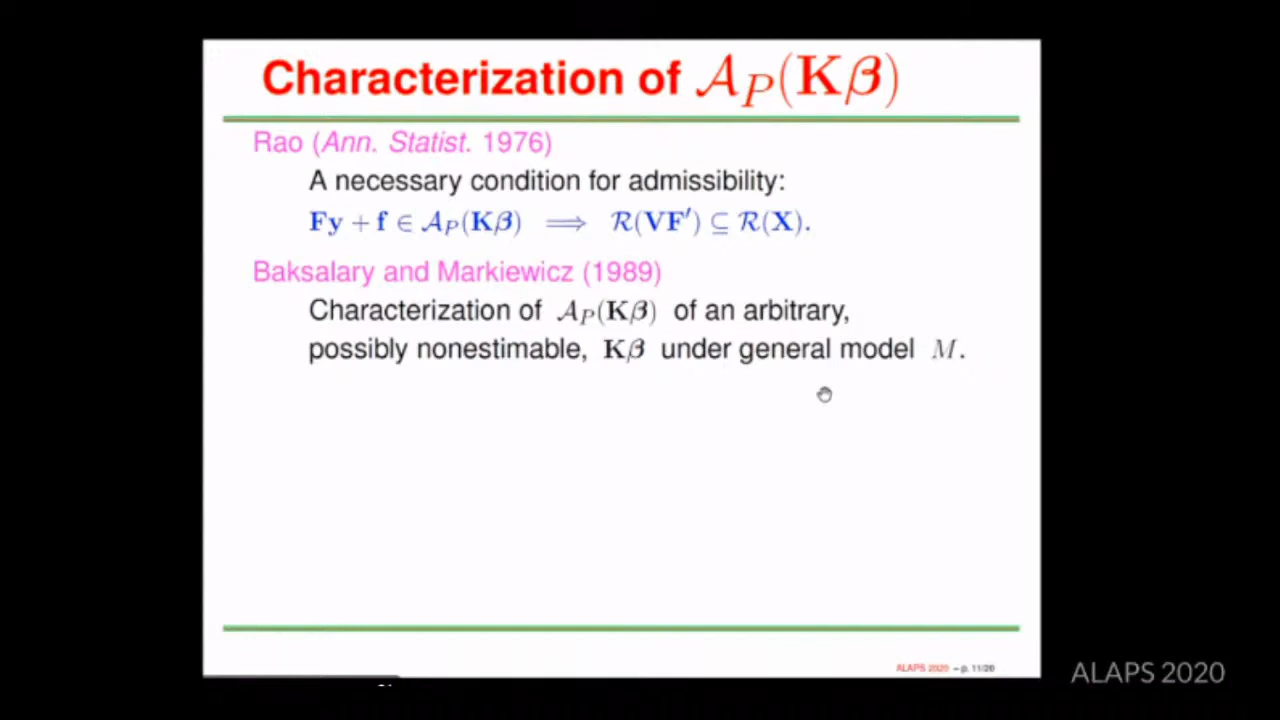 Characterization of 𝒜_P(𝐊𝜷)
Rao (Ann. Statist. 1976)
A necessary condition for admissibility:
𝐅𝐲 + 𝐟 ∈ 𝒜_P(𝐊𝜷) ⟹ ℛ(𝐕𝐅′) ⊆ ℛ(𝐗).
Baksalary and Markiewicz (1989)
Characterization of 𝒜_P(𝐊𝜷) of an arbitrary,
possibly nonestimable, 𝐊𝜷 under general model M.
ALAPS 2020 – p. 11/20
ALAPS 2020